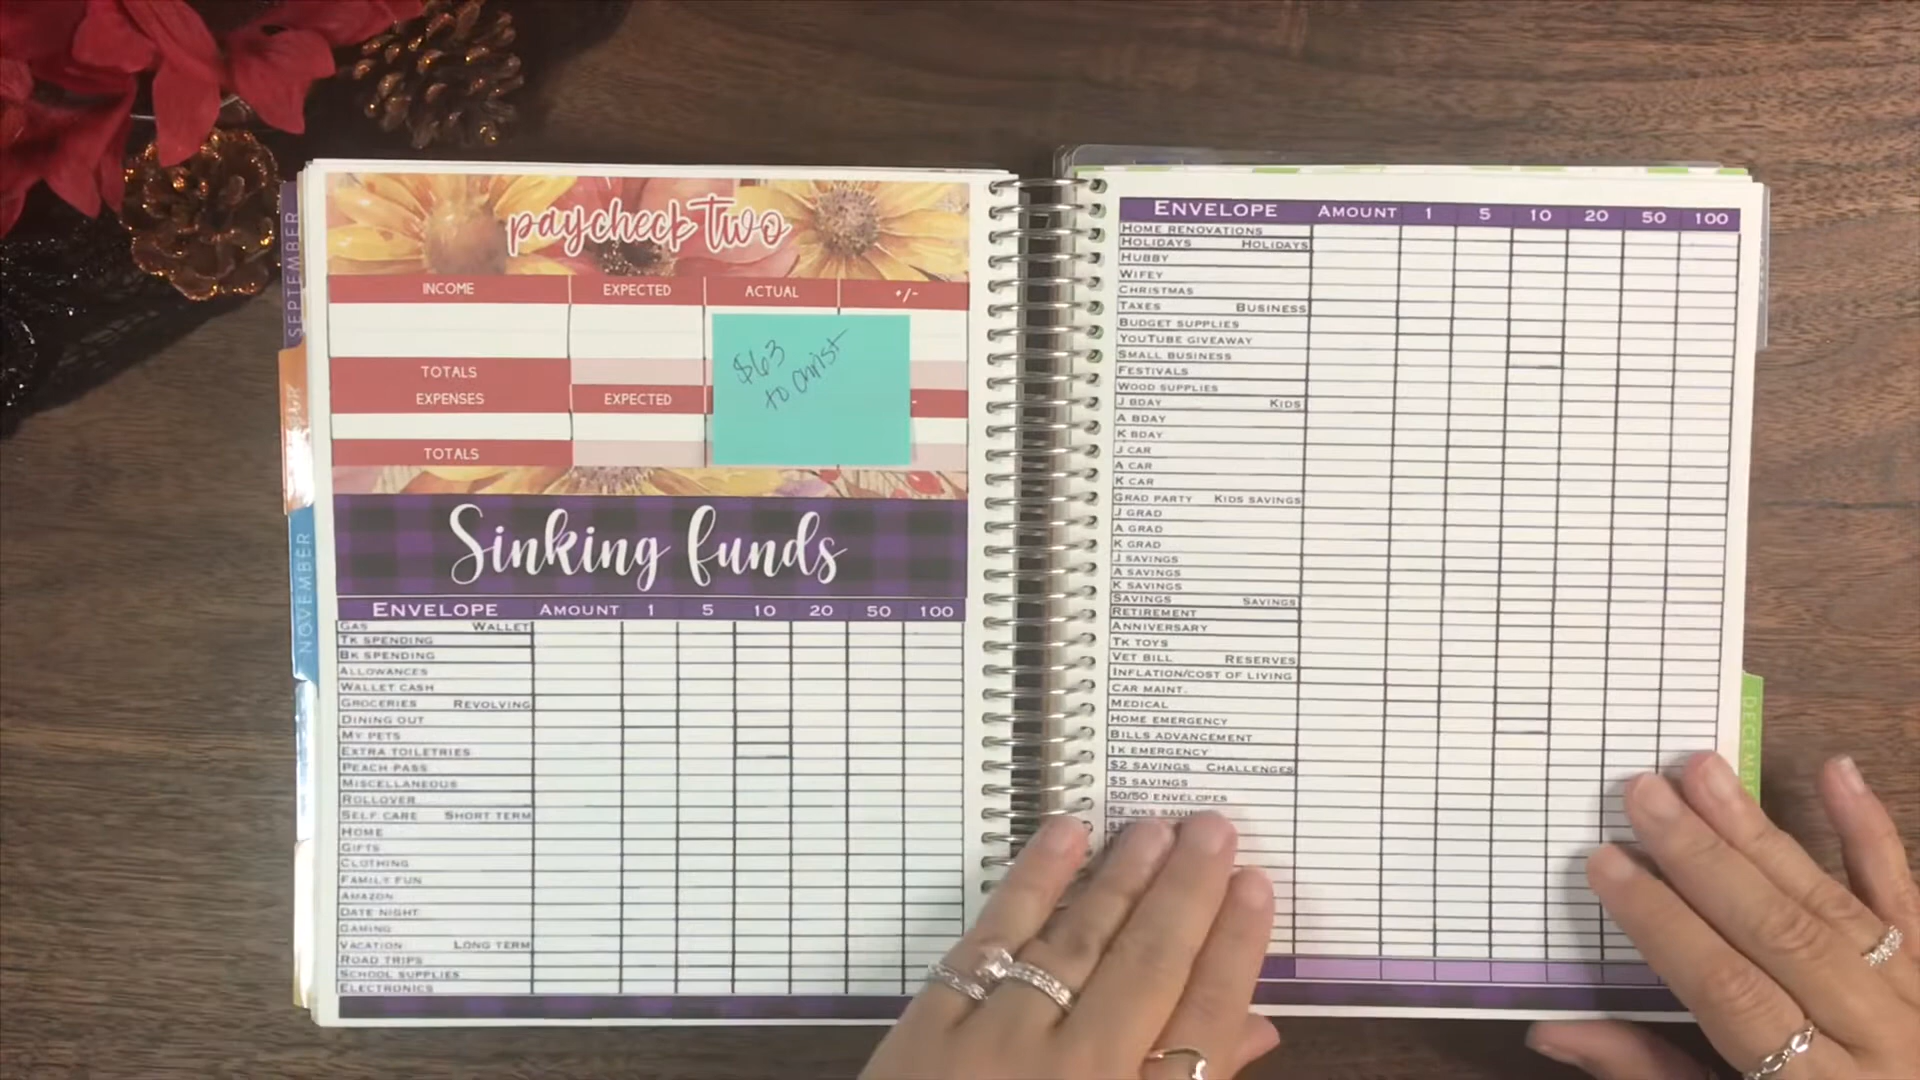 paycheck two
INCOME EXPECTED ACTUAL +/-
$63
to Christ
TOTALS
EXPENSES EXPECTED -
TOTALS
Sinking funds
ENVELOPE AMOUNT 1 5 10 20 50 100
GAS WALLET
TK SPENDING
BK SPENDING
ALLOWANCES
WALLET CASH
GROCERIES REVOLVING
DINING OUT
MY PETS
EXTRA TOILETRIES
PEACH PASS
MISCELLANEOUS
ROLLOVER
SELF CARE SHORT TERM
HOME
GIFTS
CLOTHING
FAMILY FUN
AMAZON
DATE NIGHT
GAMING
VACATION LONG TERM
ROAD TRIPS
SCHOOL SUPPLIES
ELECTRONICS
ENVELOPE AMOUNT 1 5 10 20 50 100
HOME RENOVATIONS
HOLIDAYS HOLIDAYS
HUBBY
WIFEY
CHRISTMAS
TAXES BUSINESS
BUDGET SUPPLIES
YOUTUBE GIVEAWAY
SMALL BUSINESS
FESTIVALS
WOOD SUPPLIES
J BDAY KIDS
A BDAY
K BDAY
J CAR
A CAR
K CAR
GRAD PARTY KIDS SAVINGS
J GRAD
A GRAD
K GRAD
J SAVINGS
A SAVINGS
K SAVINGS
SAVINGS SAVINGS
RETIREMENT
ANNIVERSARY
TK TOYS
VET BILL RESERVES
INFLATION/COST OF LIVING
CAR MAINT.
MEDICAL
HOME EMERGENCY
BILLS ADVANCEMENT
1K EMERGENCY
$2 SAVINGS CHALLENGES
$5 SAVINGS
50/50 ENVELOPES
52 WKS
SEPTEMBER
NOVEMBER